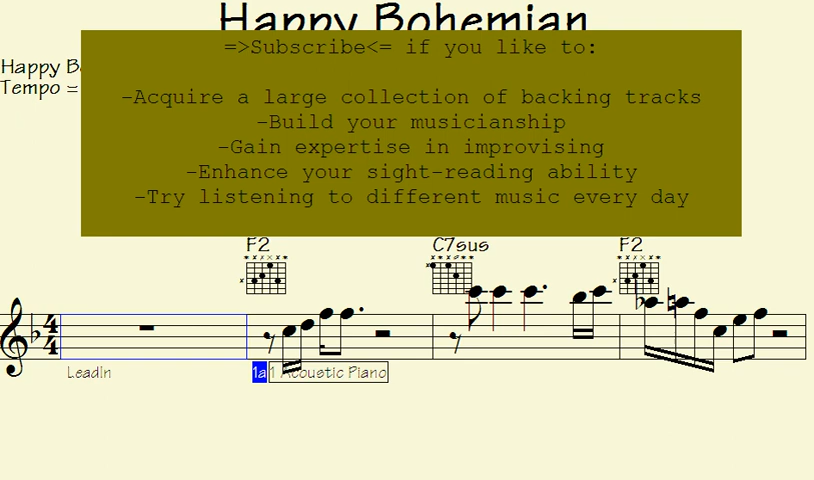 Happy Bohemian
=>Subscribe<= if you like to:
Happy B
Tempo =
-Acquire a large collection of backing tracks
-Build your musicianship
-Gain expertise in improvising
-Enhance your sight-reading ability
-Try listening to different music every day
F2 C7sus F2
4 4
LeadIn 1a 1 Acoustic Piano